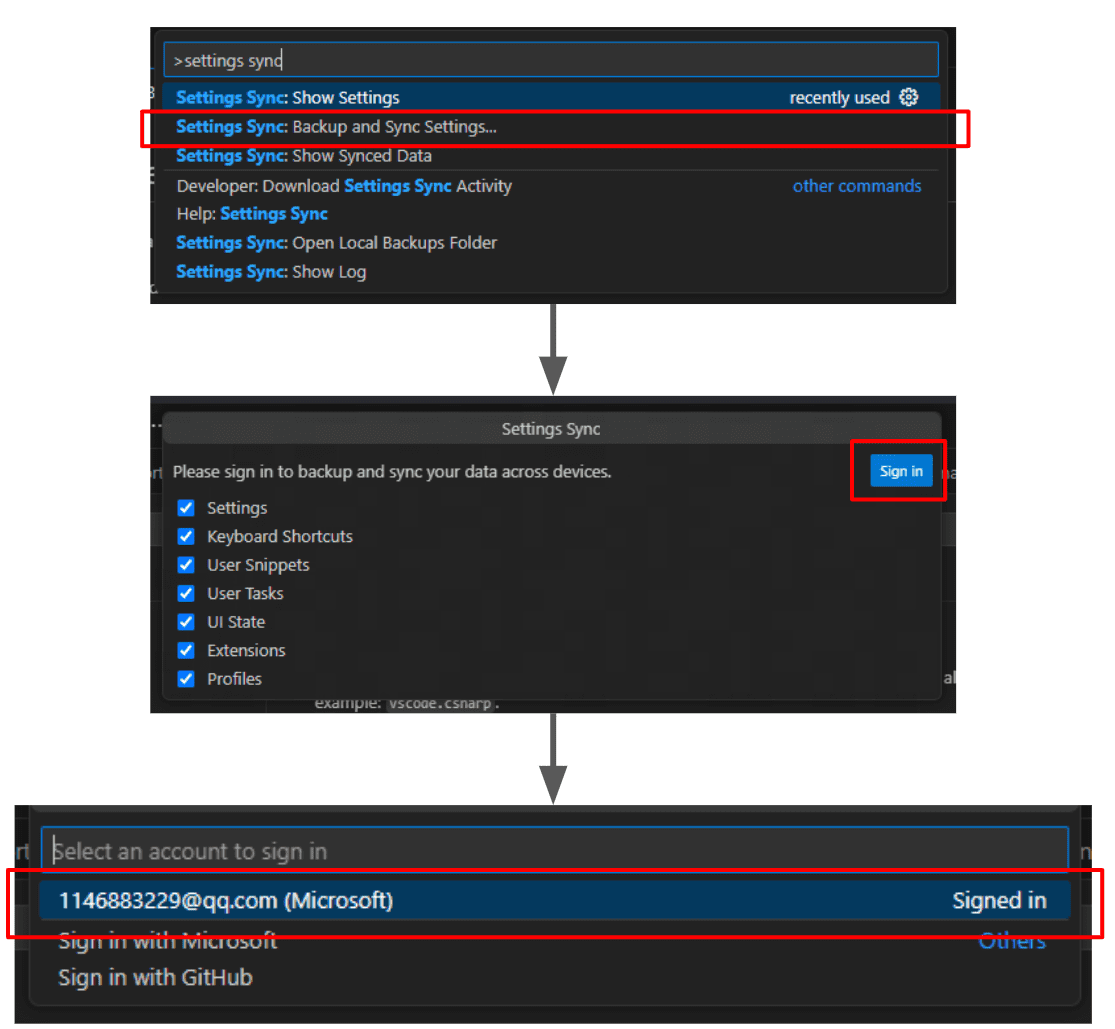 >settings sync
Settings Sync: Show Settings recently used
Settings Sync: Backup and Sync Settings...
Settings Sync: Show Synced Data
Developer: Download Settings Sync Activity other commands
Help: Settings Sync
Settings Sync: Open Local Backups Folder
Settings Sync: Show Log
Settings Sync
Please sign in to backup and sync your data across devices. Sign in
Settings
Keyboard Shortcuts
User Snippets
User Tasks
UI State
Extensions
Profiles
example: vscode.csharp.
Select an account to sign in
1146883229@qq.com (Microsoft) Signed in
Sign in with Microsoft Others
Sign in with GitHub